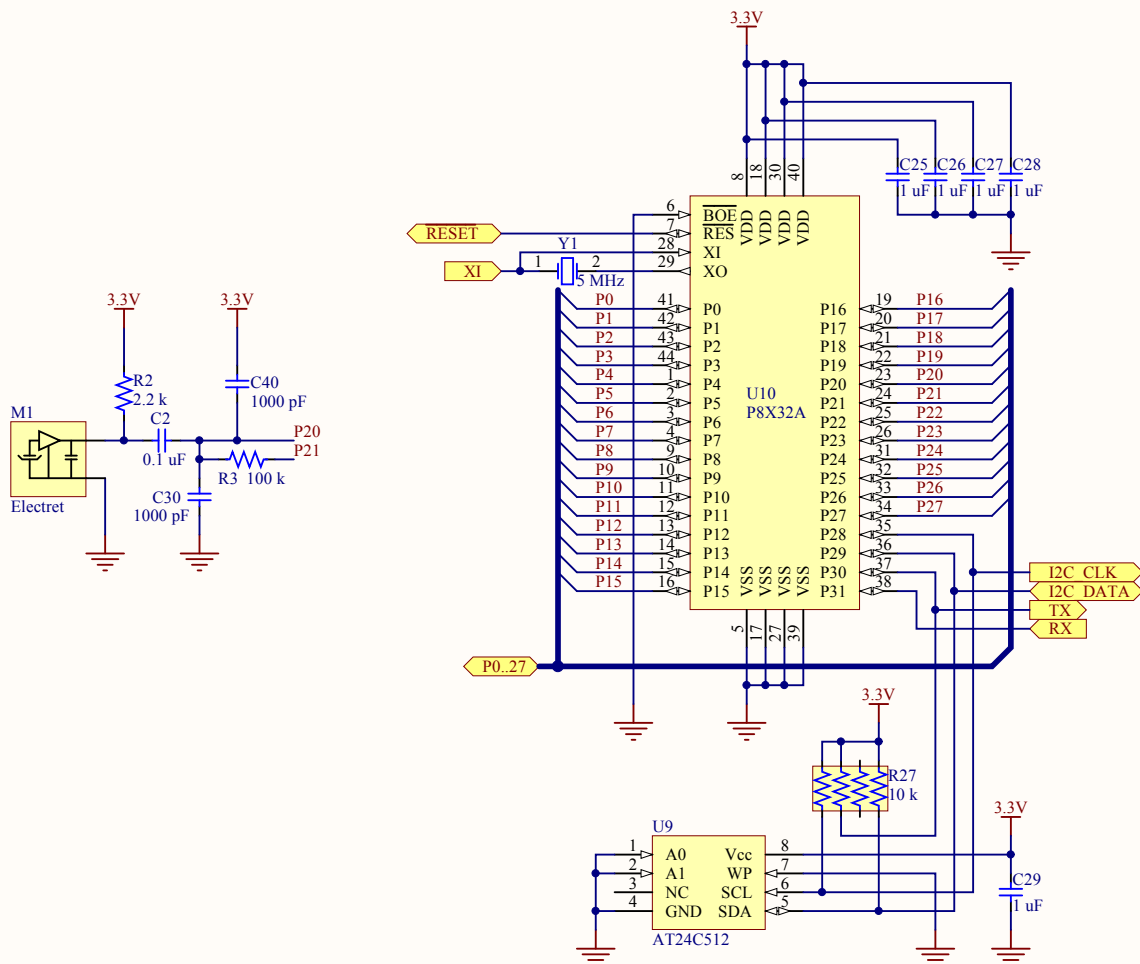 3.3V
C25
1 uF
C26
1 uF
C27
1 uF
C28
1 uF
8
18
30
40
VDD
VDD
VDD
VDD
6
BOE
RESET
7
RES
28
XI
XI
1
Y1
2
5 MHz
29
XO
P0
41
P0
P1
42
P1
P2
43
P2
P3
44
P3
P4
1
P4
P5
2
P5
P6
3
P6
P7
4
P7
P8
9
P8
P9
10
P9
P10
11
P10
P11
12
P11
P12
13
P12
P13
14
P13
P14
15
P14
P15
16
P15
U10
P8X32A
P16
19
P16
P17
20
P17
P18
21
P18
P19
22
P19
P20
23
P20
P21
24
P21
P22
25
P22
P23
26
P23
P24
31
P24
P25
32
P25
P26
33
P26
P27
34
P27
P28
35
P29
36
P30
37
P31
38
VSS
VSS
VSS
VSS
5
17
27
39
I2C_CLK
I2C_DATA
TX
RX
P0..27
3.3V
3.3V
R2
2.2 k
C40
1000 pF
M1
Electret
C2
0.1 uF
P20
P21
R3 100 k
C30
1000 pF
3.3V
R27
10 k
3.3V
C29
1 uF
U9
1
A0
2
A1
3
NC
4
GND
Vcc
8
WP
7
SCL
6
SDA
5
AT24C512